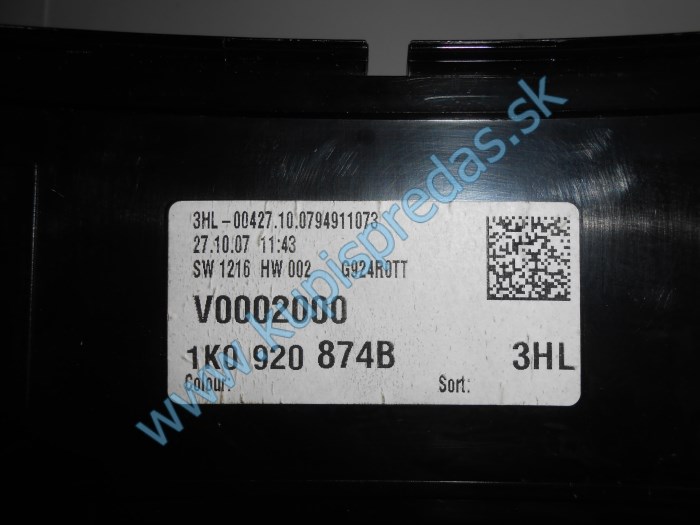 3HL-00427.10.0794911073
27.10.07 11:43
SW 1216 HW 002 G924R0TT
V0002000
1K0 920 874B 3HL
Colour: Sort:
www.kupispredas.sk